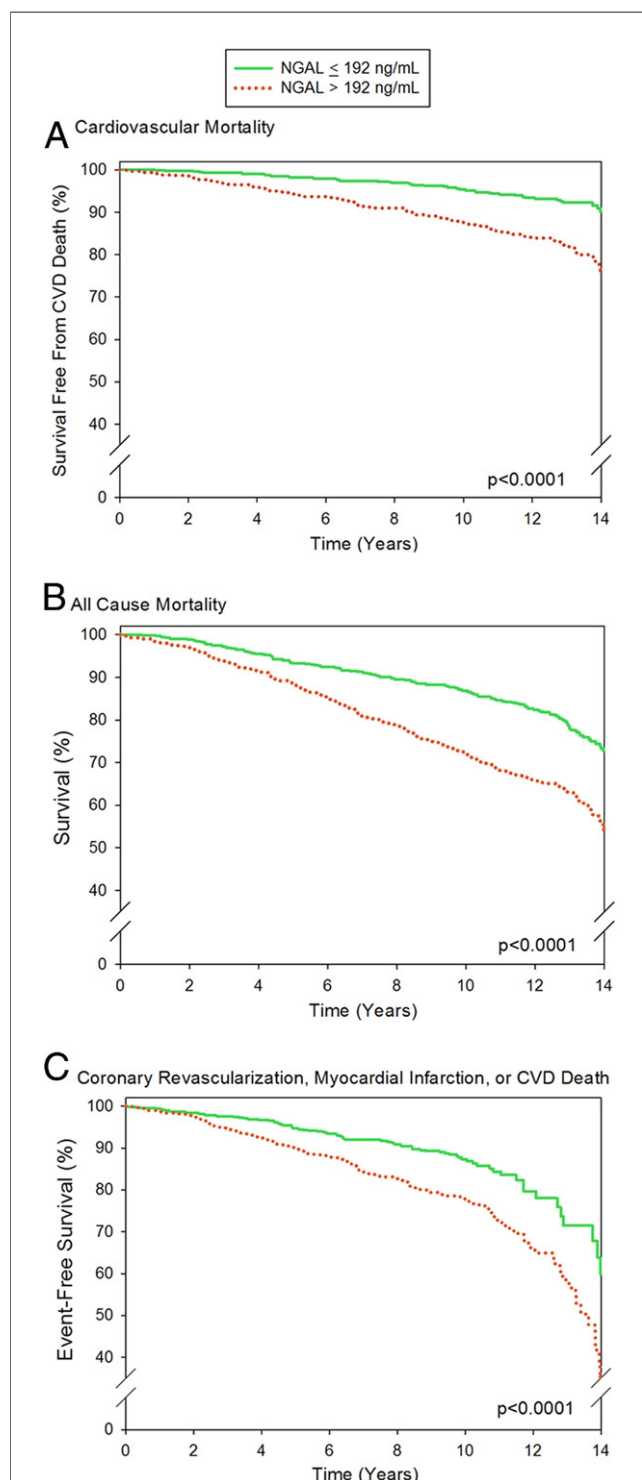 NGAL ≤ 192 ng/mL
NGAL > 192 ng/mL
A Cardiovascular Mortality
Survival Free From CVD Death (%)
100
90
80
70
60
50
40
0
p<0.0001
0 2 4 6 8 10 12 14
Time (Years)
B All Cause Mortality
Survival (%)
100
90
80
70
60
50
40
0
p<0.0001
0 2 4 6 8 10 12 14
Time (Years)
C Coronary Revascularization, Myocardial Infarction, or CVD Death
Event-Free Survival (%)
100
90
80
70
60
50
40
0
p<0.0001
0 2 4 6 8 10 12 14
Time (Years)